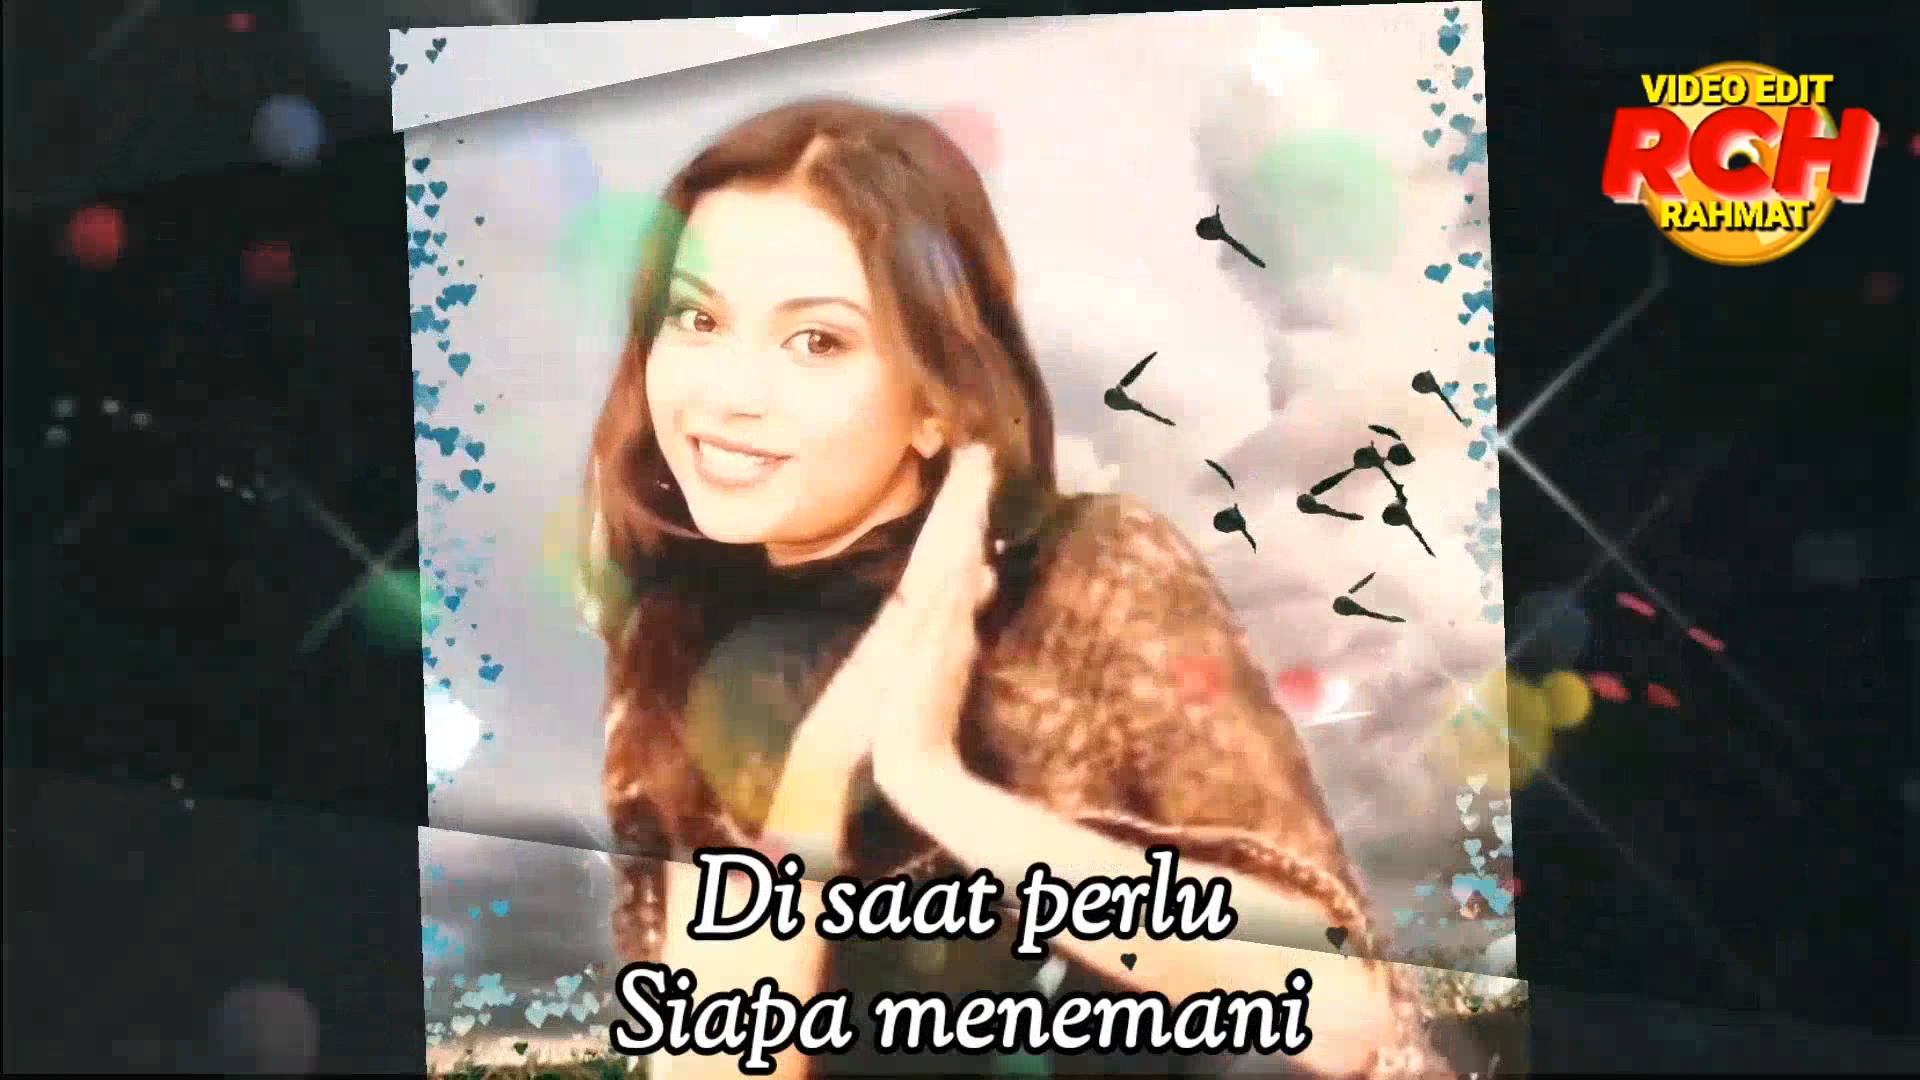 VIDEO EDIT
RCH
RAHMAT
Di saat perlu
Siapa menemani